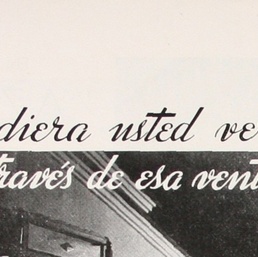 diera usted ve
través de esa vent